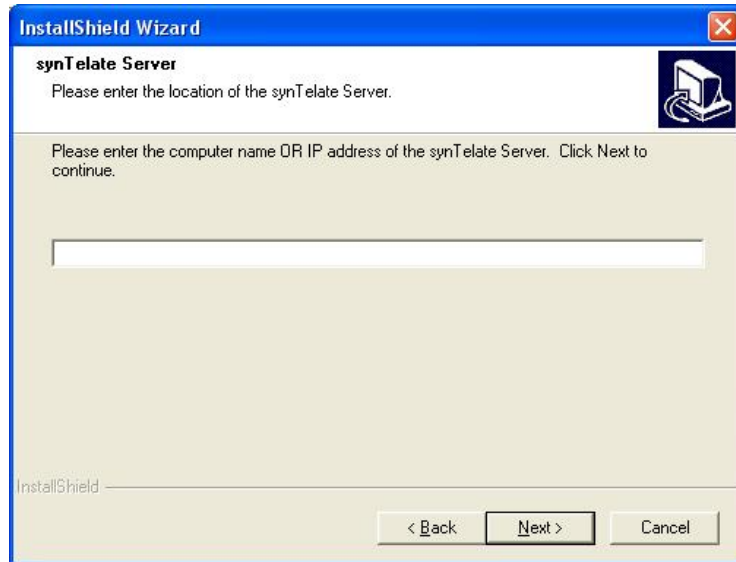 InstallShield Wizard
synTelate Server
Please enter the location of the synTelate Server.
Please enter the computer name OR IP address of the synTelate Server. Click Next to
continue.
InstallShield
< Back Next > Cancel